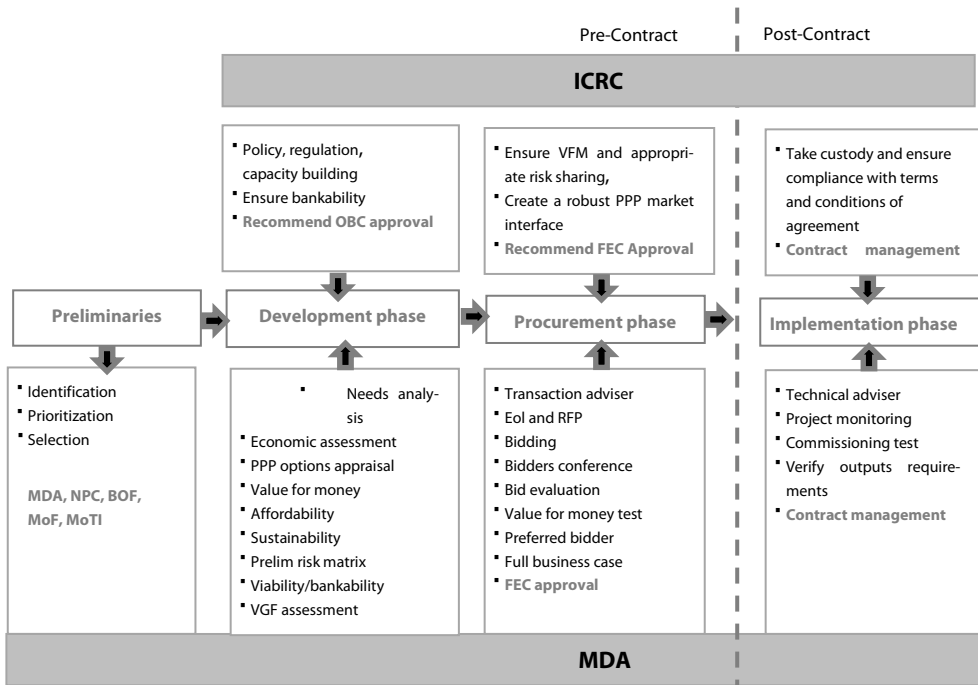 Pre-Contract
Post-Contract
ICRC
▪ Policy, regulation,
capacity building
▪ Ensure bankability
▪ Recommend OBC approval
▪ Ensure VFM and appropri-
ate risk sharing,
▪ Create a robust PPP market
interface
▪ Recommend FEC Approval
▪ Take custody and ensure
compliance with terms
and conditions of
agreement
▪ Contract management
Preliminaries
Development phase
Procurement phase
Implementation phase
▪ Identification
▪ Prioritization
▪ Selection
MDA, NPC, BOF,
MoF, MoTI
▪ Needs analy-
sis
▪ Economic assessment
▪ PPP options appraisal
▪ Value for money
▪ Affordability
▪ Sustainability
▪ Prelim risk matrix
▪ Viability/bankability
▪ VGF assessment
▪ Transaction adviser
▪ EoI and RFP
▪ Bidding
▪ Bidders conference
▪ Bid evaluation
▪ Value for money test
▪ Preferred bidder
▪ Full business case
▪ FEC approval
▪ Technical adviser
▪ Project monitoring
▪ Commissioning test
▪ Verify outputs require-
ments
▪ Contract management
MDA